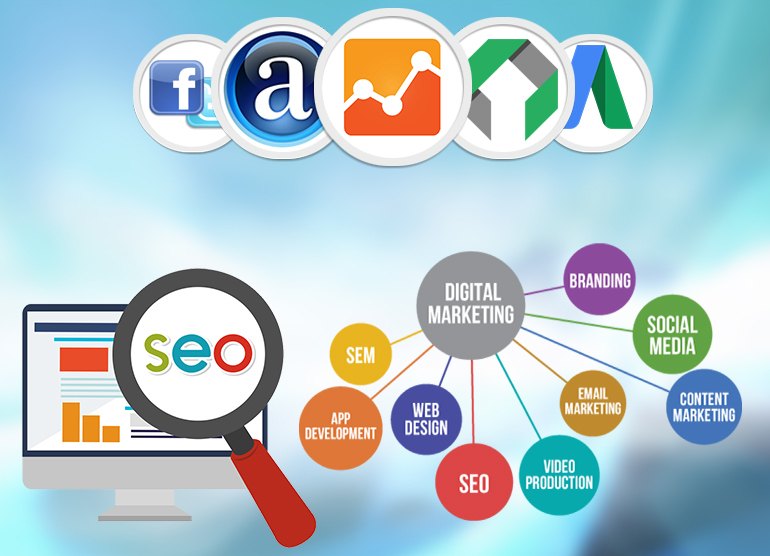 f
a
seo
DIGITAL
MARKETING
BRANDING
SOCIAL
MEDIA
CONTENT
MARKETING
EMAIL
MARKETING
VIDEO
PRODUCTION
SEO
WEB
DESIGN
APP
DEVELOPMENT
SEM